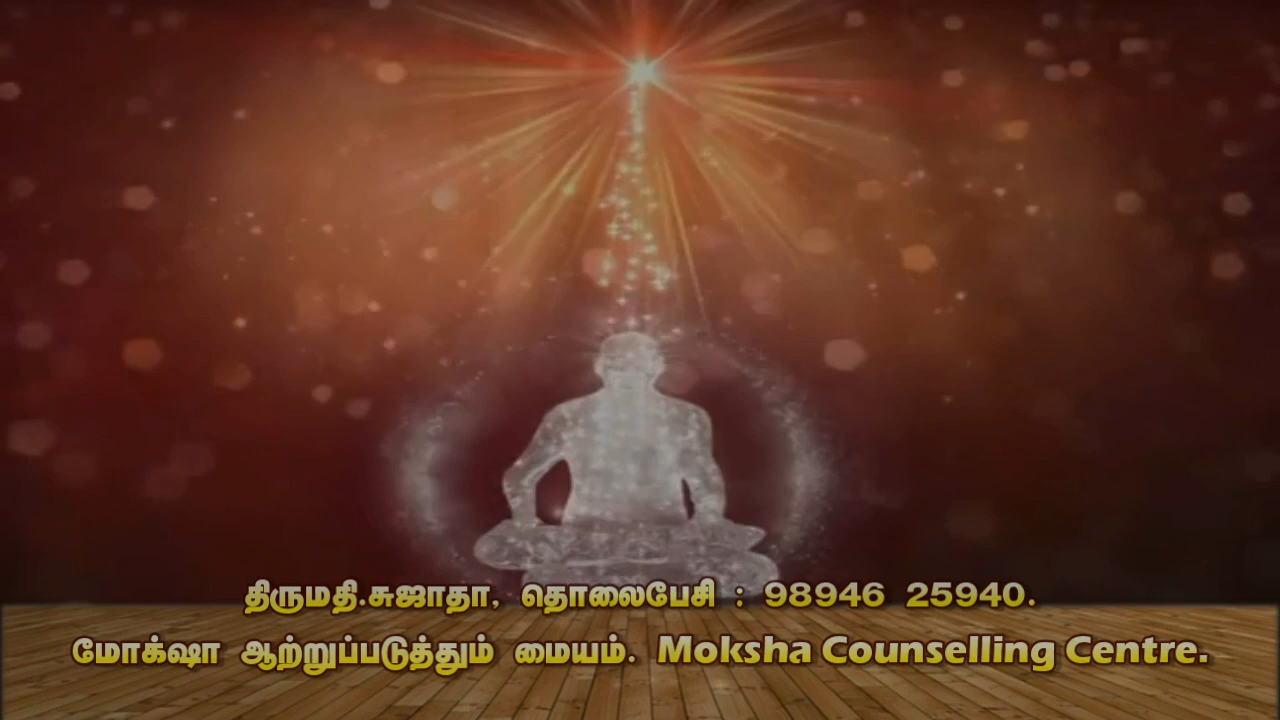 திருமதி.சுஜாதா, தொலைபேசி : 98946 25940.
மோக்ஷா ஆற்றுப்படுத்தும் மையம். Moksha Counselling Centre.